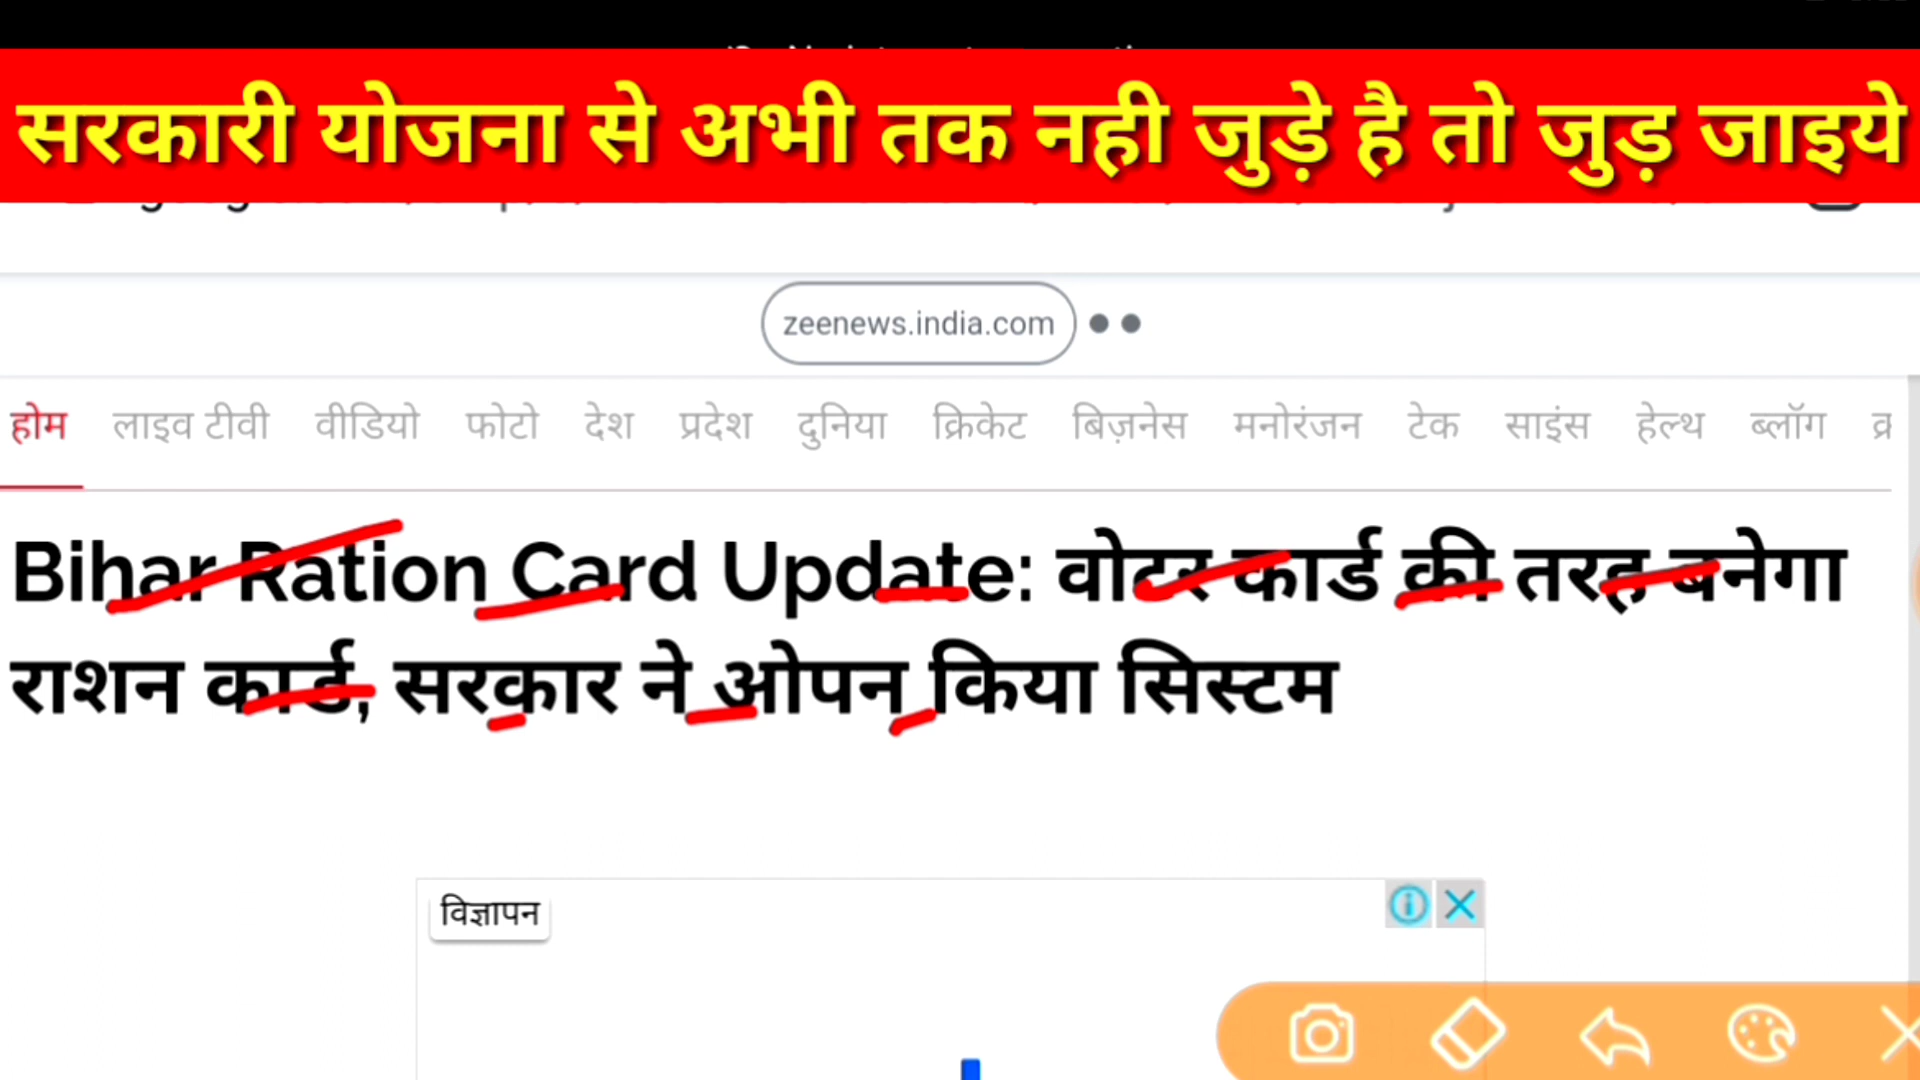 सरकारी योजना से अभी तक नही जुड़े है तो जुड़ जाइये
zeenews.india.com
होम लाइव टीवी वीडियो फोटो देश प्रदेश दुनिया क्रिकेट बिज़नेस मनोरंजन टेक साइंस हेल्थ ब्लॉग
Bihar Ration Card Update: वोटर कार्ड की तरह बनेगा
राशन कार्ड, सरकार ने ओपन किया सिस्टम
विज्ञापन